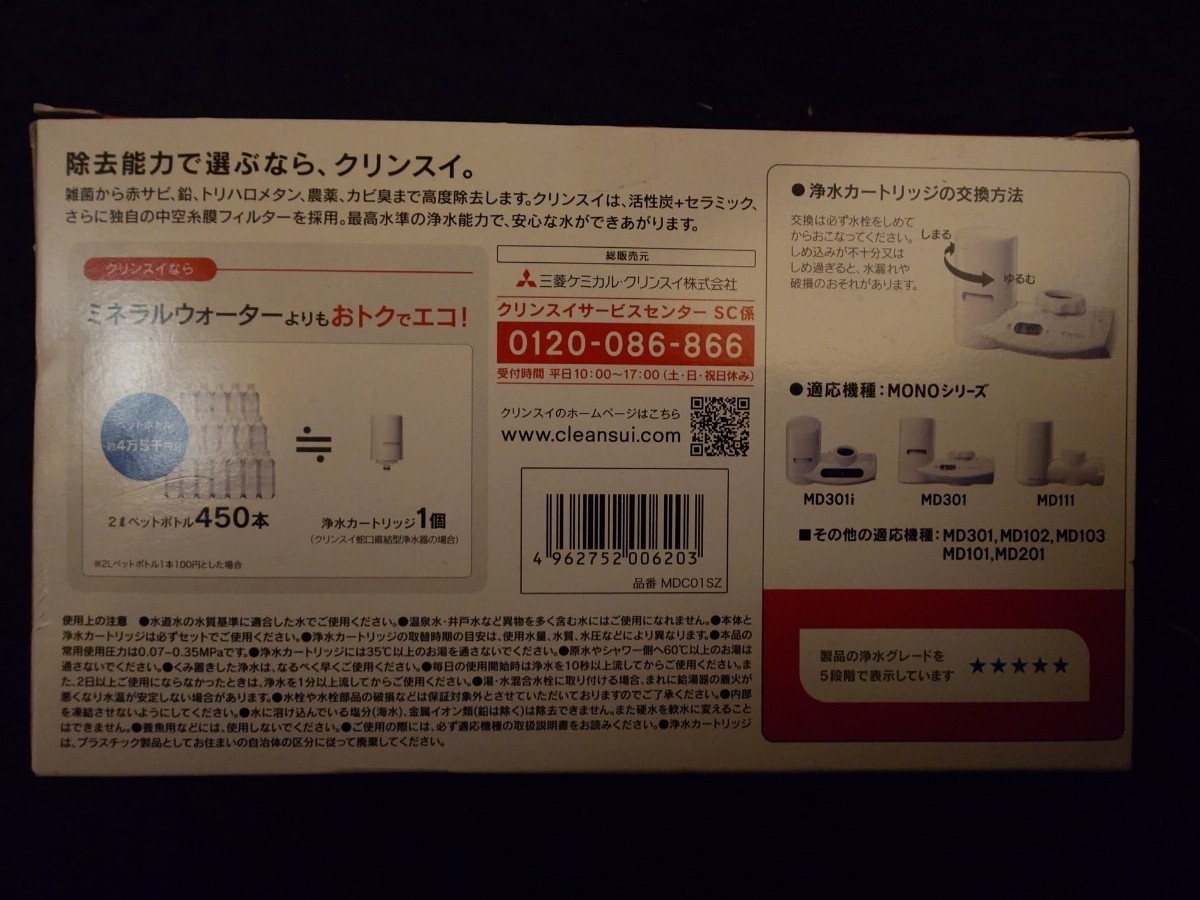 除去能力で選ぶなら、クリンスイ。
雑菌から赤サビ、鉛、トリハロメタン、農薬、カビ臭まで高度除去します。クリンスイは、活性炭+セラミック、
さらに独自の中空糸膜フィルターを採用。最高水準の浄水能力で、安心な水ができあがります。
クリンスイなら
ミネラルウォーターよりもおトクでエコ!
ペットボトル
約4万5千円分
≒
2ℓペットボトル450本
浄水カートリッジ1個
(クリンスイ蛇口直結型浄水器の場合)
※2Lペットボトル1本100円とした場合
総販売元
三菱ケミカル・クリンスイ株式会社
クリンスイサービスセンター SC係
0120-086-866
受付時間 平日10:00~17:00(土・日・祝日休み)
クリンスイのホームページはこちら
www.cleansui.com
4 962752 006203
品番 MDC01SZ
●浄水カートリッジの交換方法
交換は必ず水栓をしめて
からおこなってください。
しめ込みが不十分又は
しめ過ぎると、水漏れや
破損のおそれがあります。
しまる
ゆるむ
●適応機種:MONOシリーズ
MD301i
MD301
MD111
■その他の適応機種:MD301,MD102,MD103
MD101,MD201
製品の浄水グレードを
5段階で表示しています
★★★★★
使用上の注意 ●水道水の水質基準に適合した水でご使用ください。●温泉水・井戸水など異物を多く含む水にはご使用になれません。●本体と
浄水カートリッジは必ずセットでご使用ください。●浄水カートリッジの取替時期の目安は、使用水量、水質、水圧などにより異なります。●本品の
常用使用圧力は0.07~0.35MPaです。●浄水カートリッジには35℃以上のお湯を通さないでください。●原水やシャワー側へ60℃以上のお湯は
通さないでください。●くみ置きした浄水は、なるべく早くご使用ください。●毎日の使用開始時は浄水を10秒以上流してからご使用ください。ま
た、2日以上ご使用にならなかったときは、浄水を1分以上流してからご使用ください。●湯・水混合水栓に取り付ける場合、まれに給湯器の着火が
悪くなり水温が安定しない場合があります。●水栓や水栓部品の破損などは保証対象外とさせていただいておりますのでご了承ください。●内部
を凍結させないようにしてください。●水に溶け込んでいる塩分(海水)、金属イオン類(鉛は除く)は除去できません。また硬水を軟水に変えること
はできません。●養魚用などには、使用しないでください。●ご使用の際には、必ず適応機種の取扱説明書をお読みください。●浄水カートリッジ
は、プラスチック製品としてお住まいの自治体の区分に従って廃棄してください。